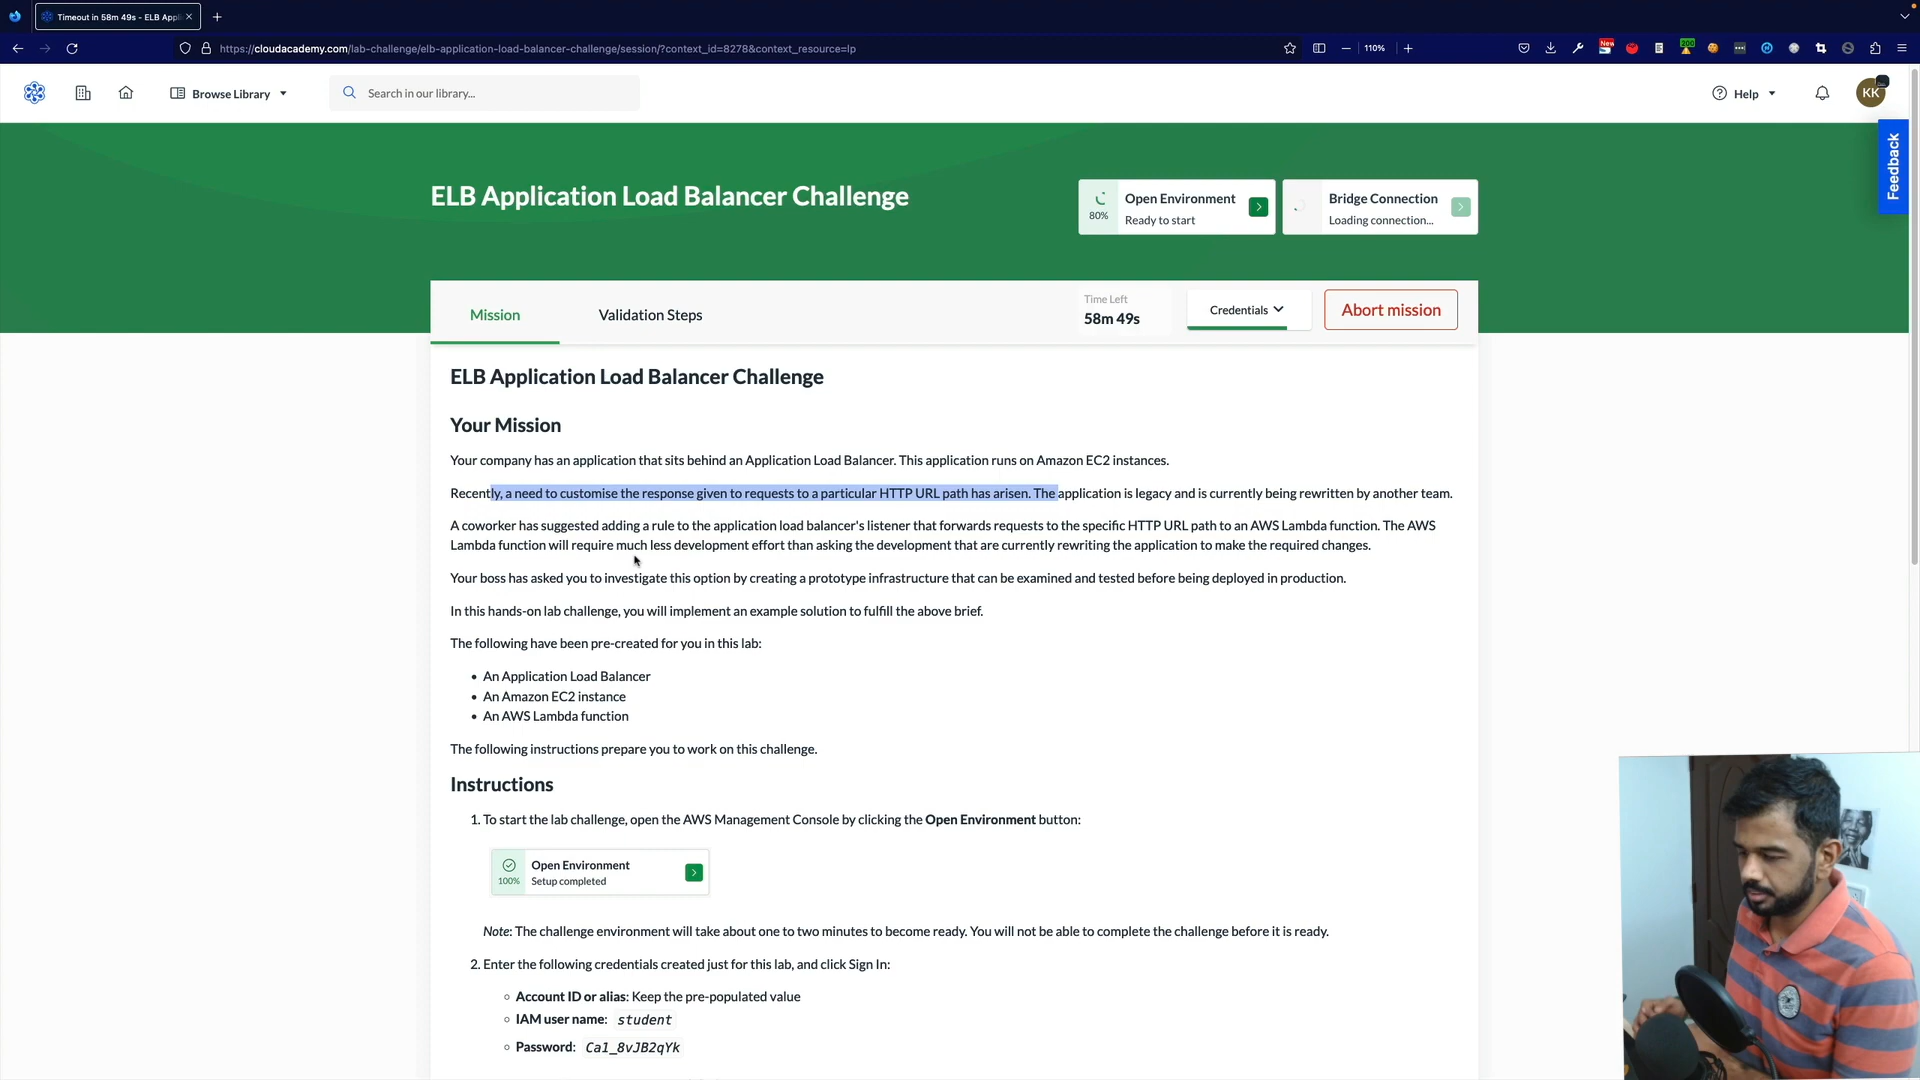 Timeout in 58m 49s - ELB Appli
https://cloudacademy.com/lab-challenge/elb-application-load-balancer-challenge/session/?context_id=8278&context_resource=lp
110%
New
200
Browse Library
Search in our library...
Help
KK
Feedback
ELB Application Load Balancer Challenge
80%
Open Environment
Ready to start
Bridge Connection
Loading connection...
Mission
Validation Steps
Time Left
58m 49s
Credentials
Abort mission
ELB Application Load Balancer Challenge
Your Mission
Your company has an application that sits behind an Application Load Balancer. This application runs on Amazon EC2 instances.
Recently, a need to customise the response given to requests to a particular HTTP URL path has arisen. The application is legacy and is currently being rewritten by another team.
A coworker has suggested adding a rule to the application load balancer's listener that forwards requests to the specific HTTP URL path to an AWS Lambda function. The AWS
Lambda function will require much less development effort than asking the development that are currently rewriting the application to make the required changes.
Your boss has asked you to investigate this option by creating a prototype infrastructure that can be examined and tested before being deployed in production.
In this hands-on lab challenge, you will implement an example solution to fulfill the above brief.
The following have been pre-created for you in this lab:
• An Application Load Balancer
• An Amazon EC2 instance
• An AWS Lambda function
The following instructions prepare you to work on this challenge.
Instructions
1. To start the lab challenge, open the AWS Management Console by clicking the Open Environment button:
100%
Open Environment
Setup completed
Note: The challenge environment will take about one to two minutes to become ready. You will not be able to complete the challenge before it is ready.
2. Enter the following credentials created just for this lab, and click Sign In:
Account ID or alias: Keep the pre-populated value
IAM user name: student
Password: Ca1_8vJB2qYk